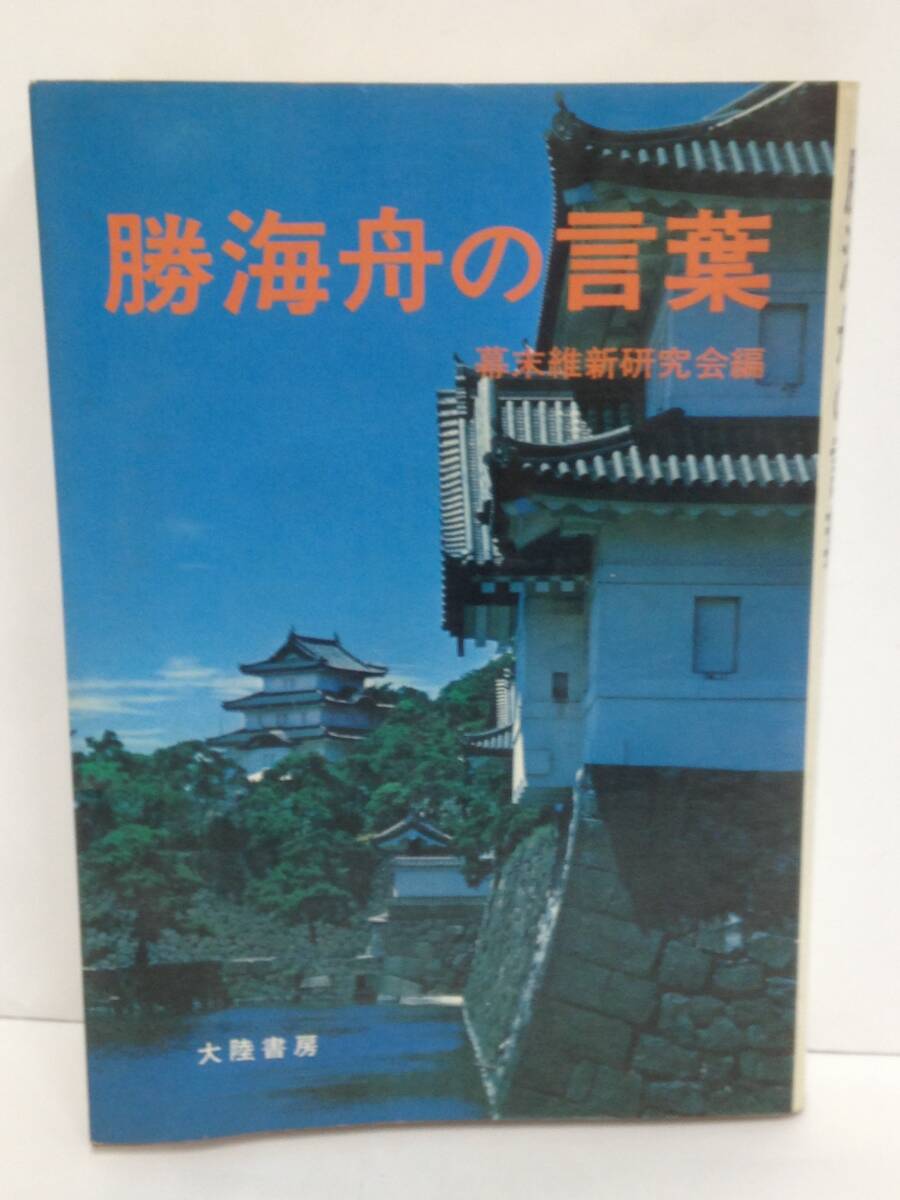 勝海舟の言葉
幕末維新研究会編
大陸書房